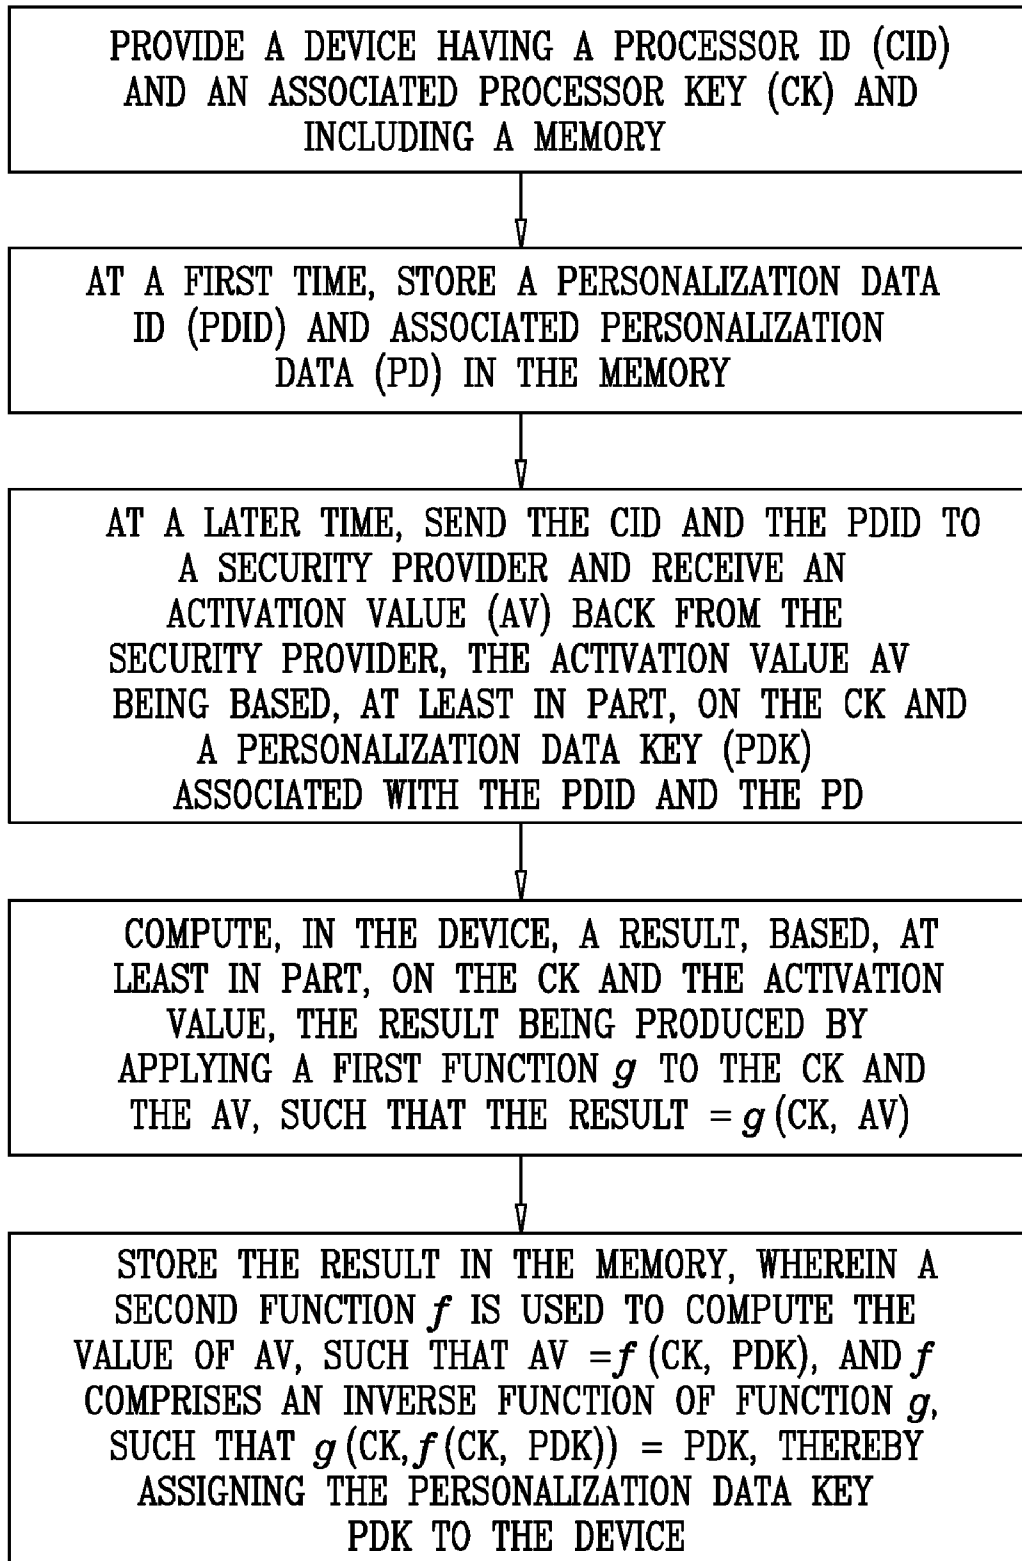 PROVIDE A DEVICE HAVING A PROCESSOR ID (CID)
AND AN ASSOCIATED PROCESSOR KEY (CK) AND
INCLUDING A MEMORY
AT A FIRST TIME, STORE A PERSONALIZATION DATA
ID (PDID) AND ASSOCIATED PERSONALIZATION
DATA (PD) IN THE MEMORY
AT A LATER TIME, SEND THE CID AND THE PDID TO
A SECURITY PROVIDER AND RECEIVE AN
ACTIVATION VALUE (AV) BACK FROM THE
SECURITY PROVIDER, THE ACTIVATION VALUE AV
BEING BASED, AT LEAST IN PART, ON THE CK AND
A PERSONALIZATION DATA KEY (PDK)
ASSOCIATED WITH THE PDID AND THE PD
COMPUTE, IN THE DEVICE, A RESULT, BASED, AT
LEAST IN PART, ON THE CK AND THE ACTIVATION
VALUE, THE RESULT BEING PRODUCED BY
APPLYING A FIRST FUNCTION g TO THE CK AND
THE AV, SUCH THAT THE RESULT = g (CK, AV)
STORE THE RESULT IN THE MEMORY, WHEREIN A
SECOND FUNCTION f IS USED TO COMPUTE THE
VALUE OF AV, SUCH THAT AV = f (CK, PDK), AND f
COMPRISES AN INVERSE FUNCTION OF FUNCTION g,
SUCH THAT g (CK, f (CK, PDK)) = PDK, THEREBY
ASSIGNING THE PERSONALIZATION DATA KEY
PDK TO THE DEVICE